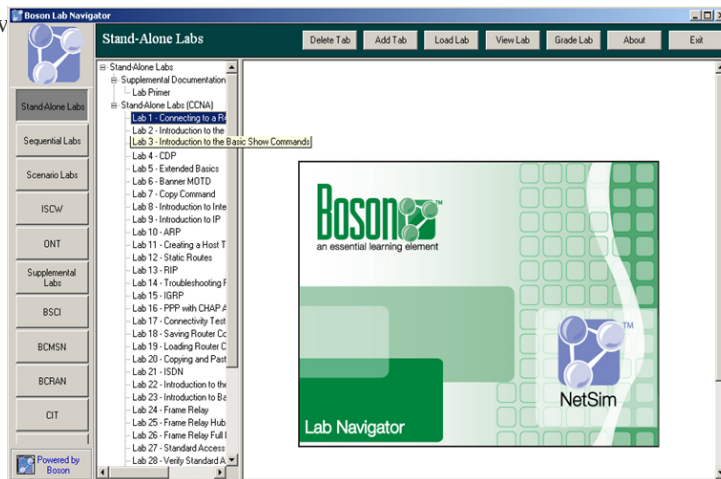 Boson Lab Navigator
Stand-Alone Labs
Delete Tab Add Tab Load Lab View Lab Grade Lab About Exit
Stand-Alone Labs
Sequential Labs
Scenario Labs
ISCW
ONT
Supplemental
Labs
BSCI
BCMSN
BCRAN
CIT
Powered by
Boson
Stand-Alone Labs
Supplemental Documentation
Lab Primer
Stand-Alone Labs (CCNA)
Lab 1 - Connecting to a
Lab 2 - Introduction to the
Lab 3 - Introduction to the Basic Show Commands
Lab 4 - CDP
Lab 5 - Extended Basics
Lab 6 - Banner MOTD
Lab 7 - Copy Command
Lab 8 - Introduction to Inte
Lab 9 - Introduction to IP
Lab 10 - ARP
Lab 11 - Creating a Host T
Lab 12 - Static Routes
Lab 13 - RIP
Lab 14 - Troubleshooting F
Lab 15 - IGRP
Lab 16 - PPP with CHAP A
Lab 17 - Connectivity Test
Lab 18 - Saving Router Co
Lab 19 - Loading Router C
Lab 20 - Copying and Past
Lab 21 - ISDN
Lab 22 - Introduction to the
Lab 23 - Introduction to Ba
Lab 24 - Frame Relay
Lab 25 - Frame Relay Hub
Lab 26 - Frame Relay Full
Lab 27 - Standard Access
Lab 28 - Verify Standard A
Boson™
an essential learning element
TM
NetSim
Lab Navigator